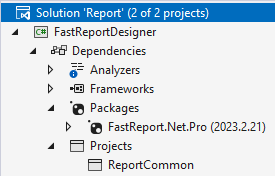 Solution 'Report' (2 of 2 projects)
C# FastReportDesigner
Dependencies
Analyzers
Frameworks
Packages
FastReport.Net.Pro (2023.2.21)
Projects
ReportCommon